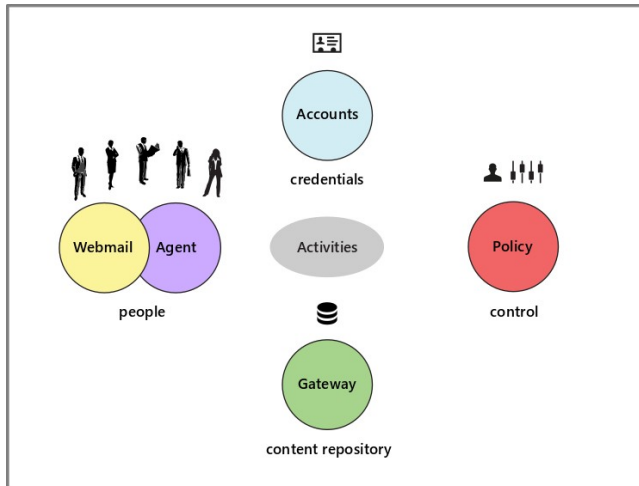 Accounts
credentials
Webmail
Agent
people
Activities
Policy
control
Gateway
content repository